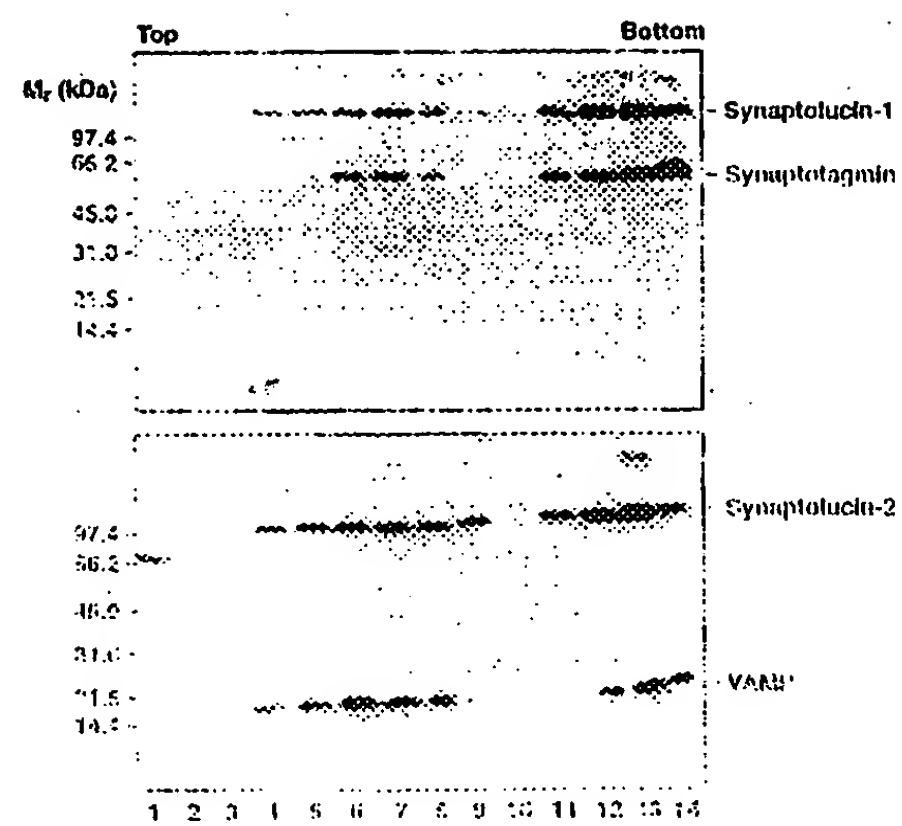 Top Bottom
Mr (kDa)
Synaptolucin-1
97.4
66.2
Synaptotagmin
45.0
31.0
21.5
14.4
Synaptolucin-2
97.4
66.2
45.0
31.0
VAMP
21.5
14.4
1 2 3 4 5 6 7 8 9 10 11 12 13 14